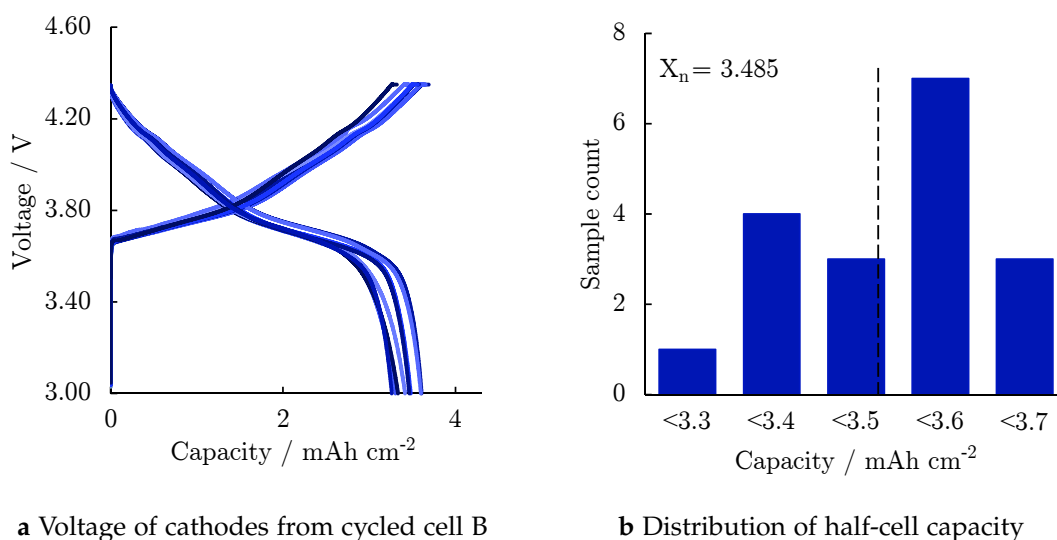 4.60
4.20
3.80
3.40
3.00
Voltage / V
0
2
4
Capacity / mAh cm-2
a Voltage of cathodes from cycled cell B
8
6
4
2
0
Sample count
Xn= 3.485
<3.3
<3.4
<3.5
<3.6
<3.7
Capacity / mAh cm-2
b Distribution of half-cell capacity